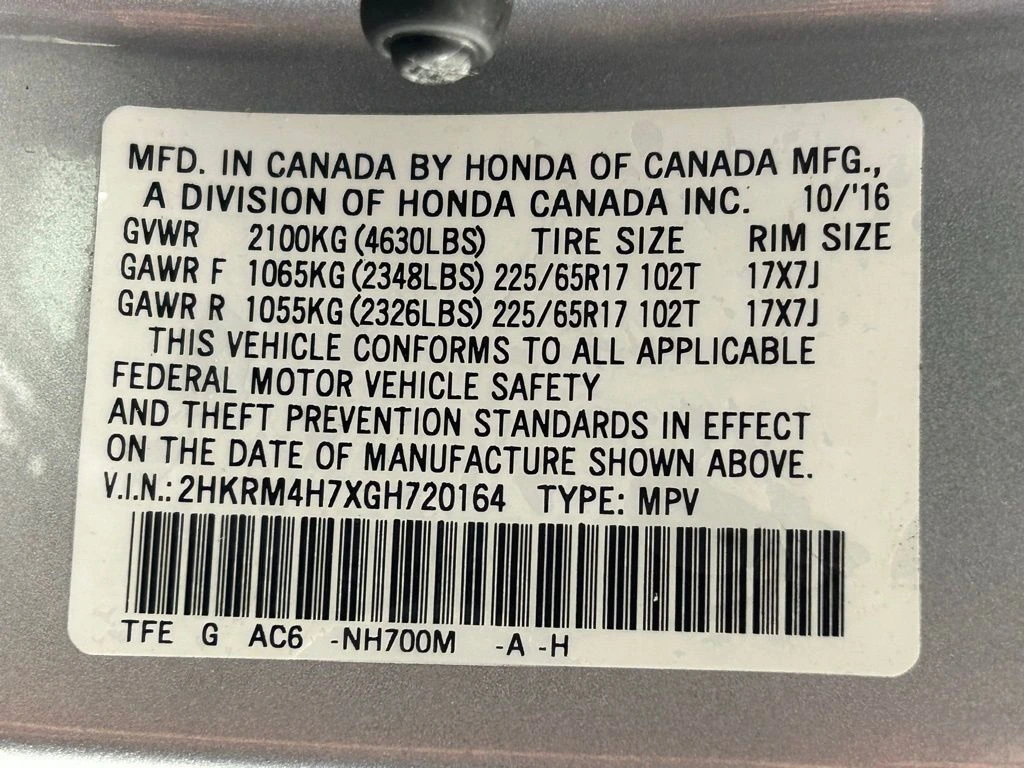 MFD. IN CANADA BY HONDA OF CANADA MFG.,
A DIVISION OF HONDA CANADA INC. 10/'16
GVWR 2100KG (4630LBS) TIRE SIZE RIM SIZE
GAWR F 1065KG (2348LBS) 225/65R17 102T 17X7J
GAWR R 1055KG (2326LBS) 225/65R17 102T 17X7J
THIS VEHICLE CONFORMS TO ALL APPLICABLE
FEDERAL MOTOR VEHICLE SAFETY
AND THEFT PREVENTION STANDARDS IN EFFECT
ON THE DATE OF MANUFACTURE SHOWN ABOVE.
V.I.N.: 2HKRM4H7XGH720164 TYPE: MPV
TFE G AC6 -NH700M -A -H